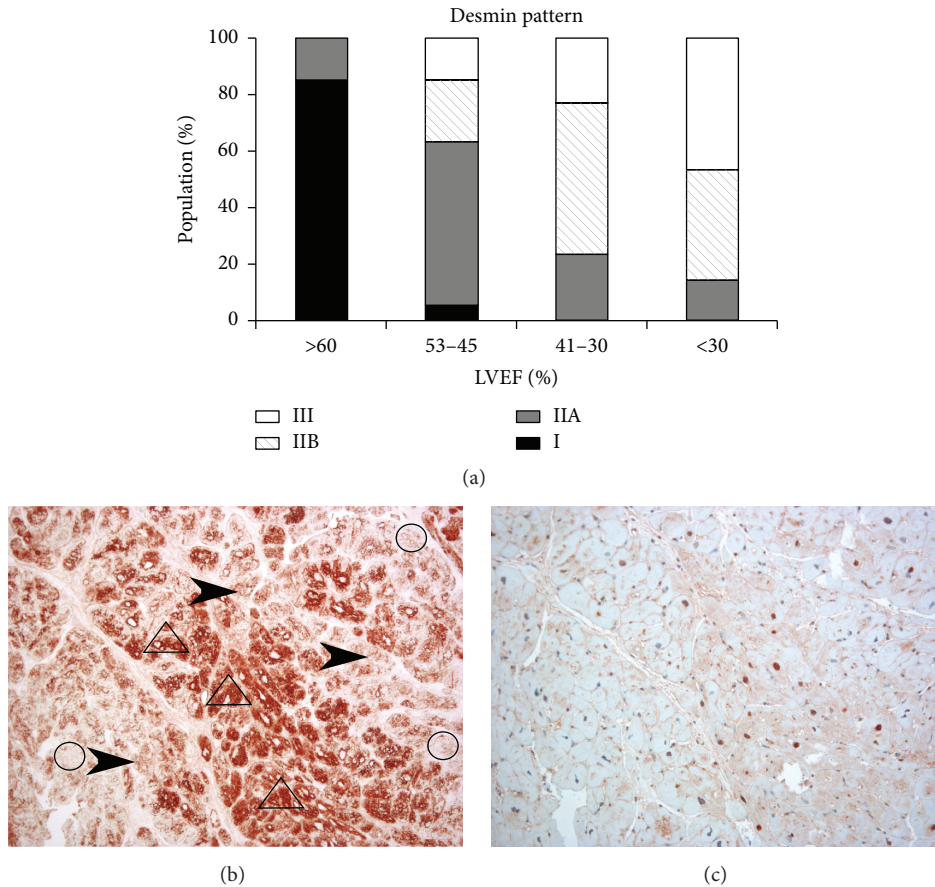 Desmin pattern
100
80
60
40
20
0
Population (%)
>60
53–45
41–30
<30
LVEF (%)
III
IIA
IIB
I
(a)
(b)
(c)